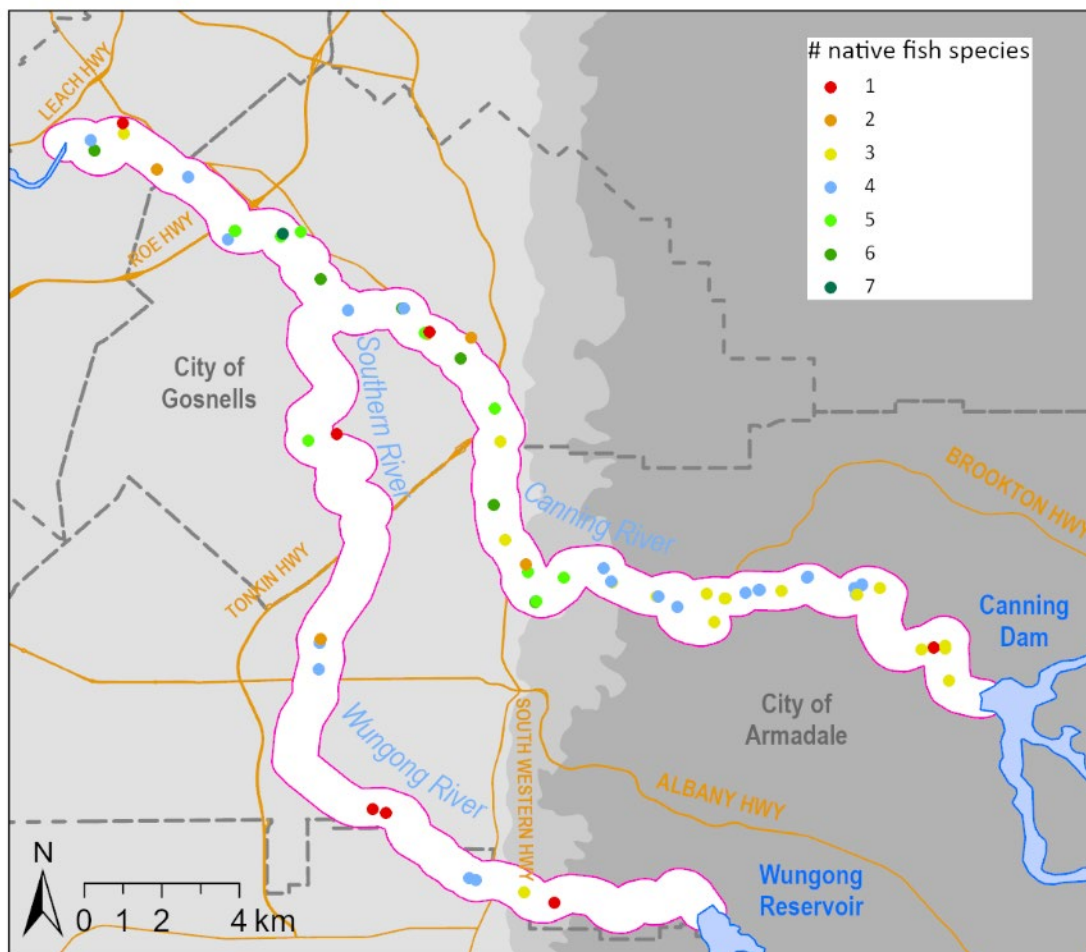 # native fish species
1
2
3
4
5
6
7
LEACH HWY
ROE HWY
City of
Gosnells
Southern River
Canning River
BROOKTON HWY
TONKIN HWY
Canning
Dam
City of
Armadale
Wungong River
SOUTH WESTERN HWY
ALBANY HWY
Wungong
Reservoir
N
0 1 2 4 km